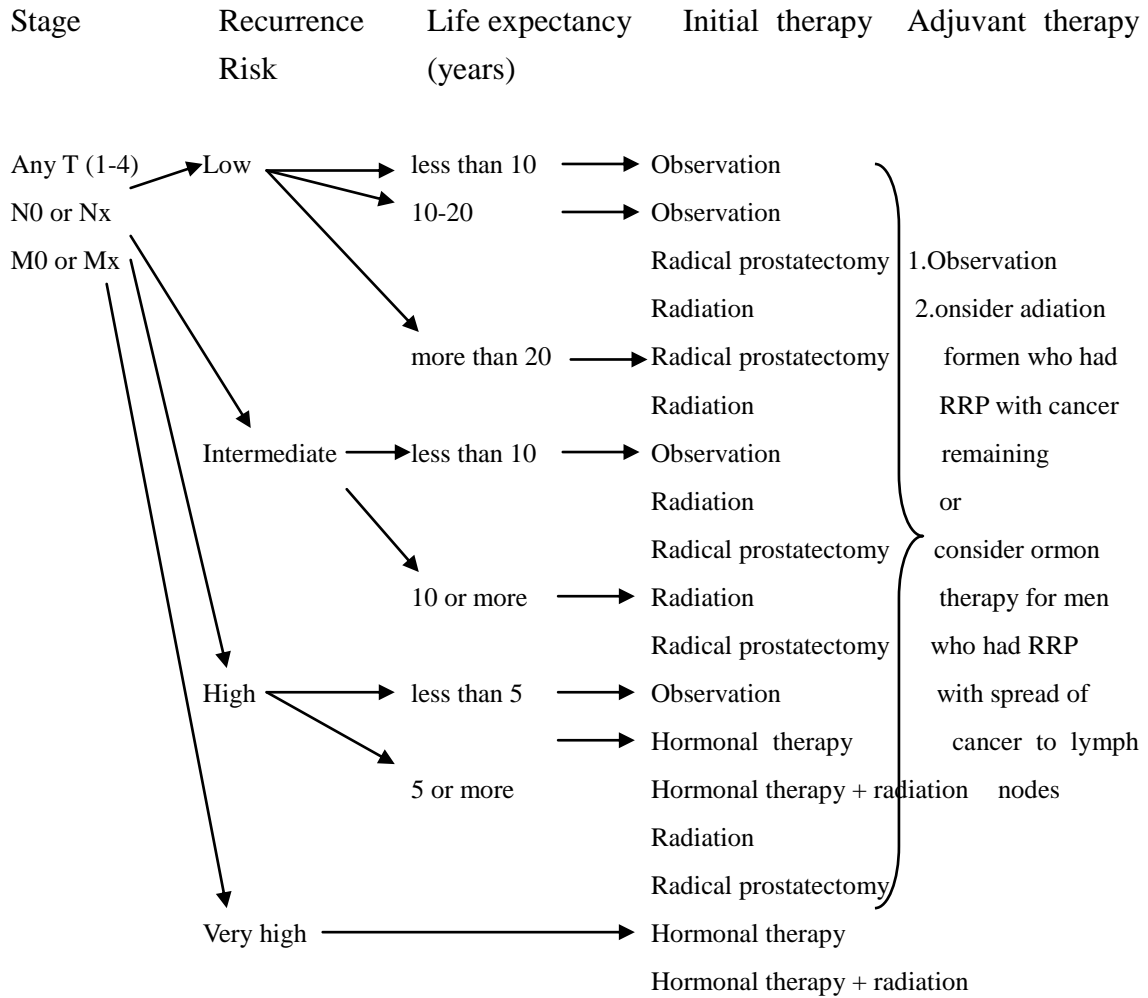 Stage Recurrence Life expectancy Initial therapy Adjuvant therapy
Risk (years)
Any T (1-4) Low less than 10 Observation
N0 or Nx 10-20 Observation
M0 or Mx Radical prostatectomy 1.Observation
Radiation 2.onsider adiation
more than 20 Radical prostatectomy formen who had
Radiation RRP with cancer
Intermediate less than 10 Observation remaining
Radiation or
Radical prostatectomy consider ormon
10 or more Radiation therapy for men
Radical prostatectomy who had RRP
High less than 5 Observation with spread of
Hormonal therapy cancer to lymph
5 or more Hormonal therapy + radiation nodes
Radiation
Radical prostatectomy
Very high Hormonal therapy
Hormonal therapy + radiation